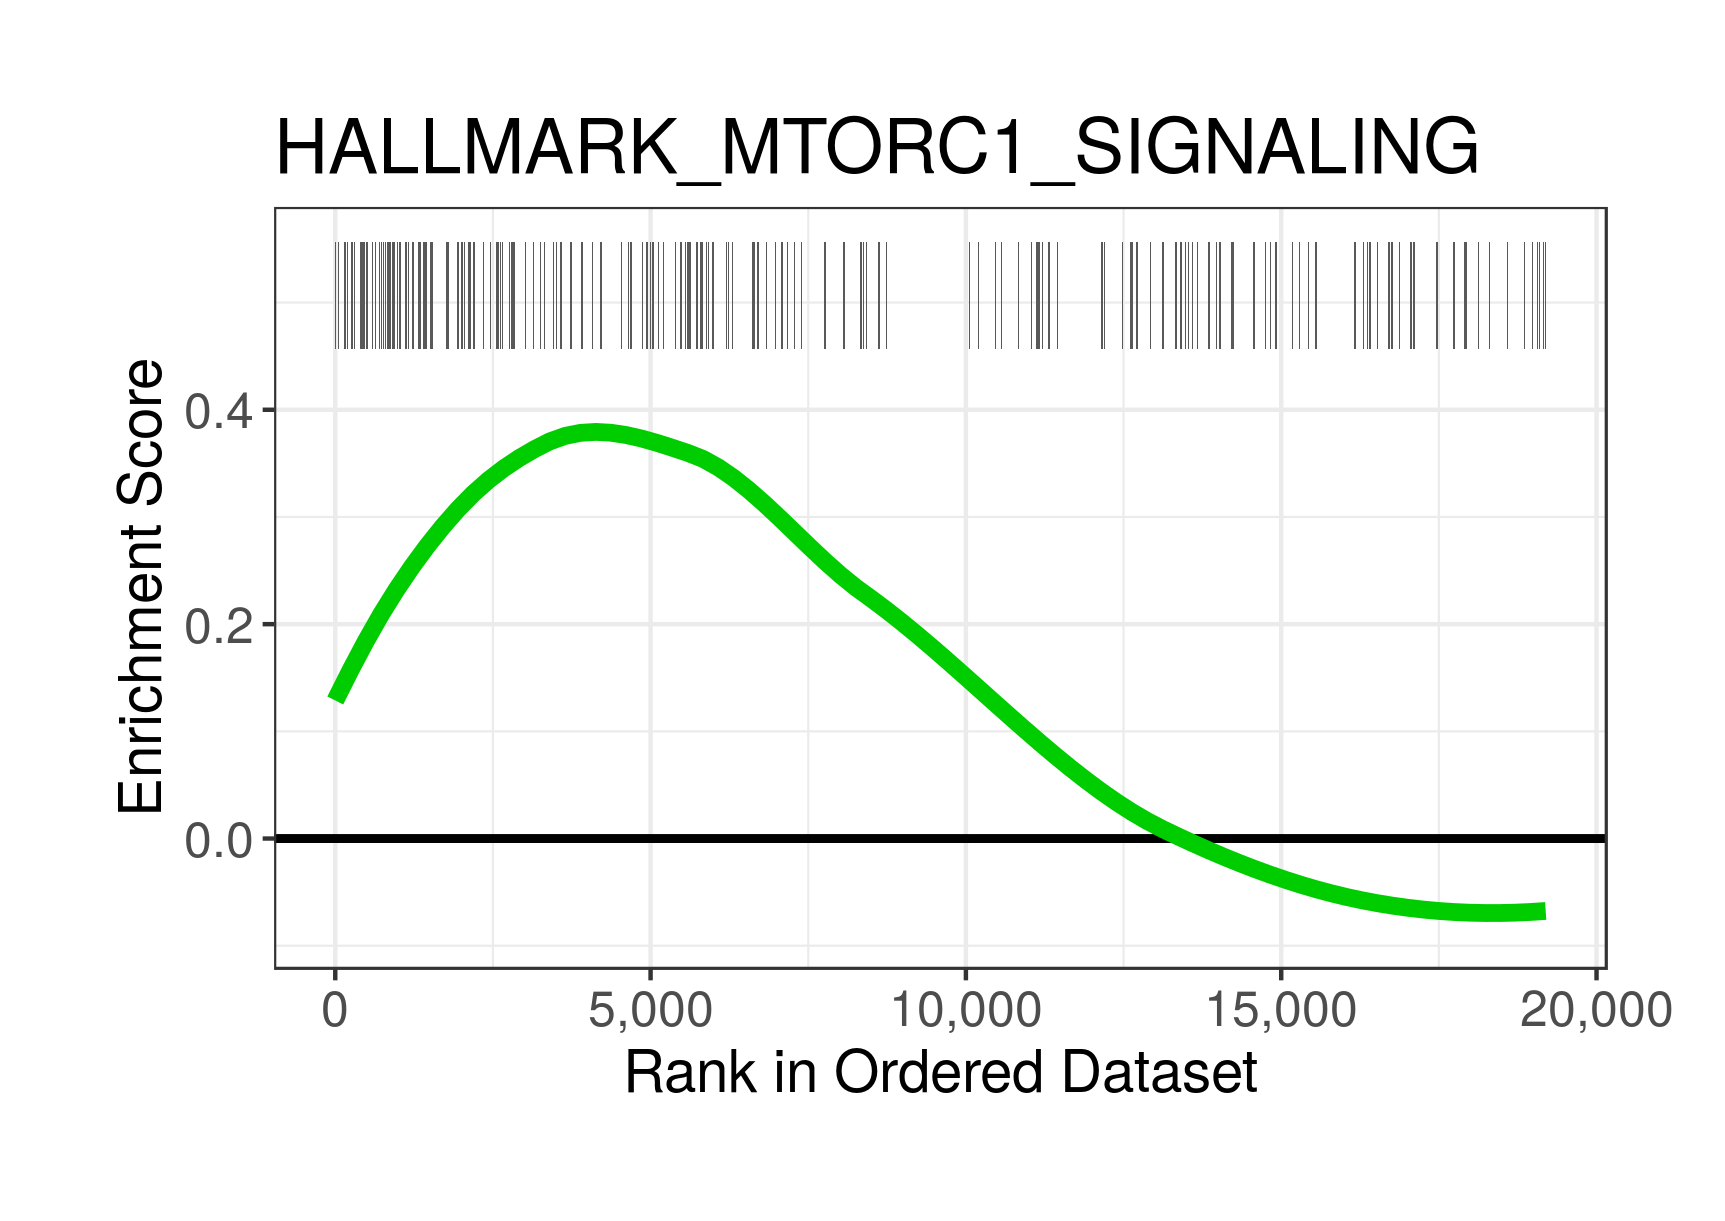 HALLMARK_MTORC1_SIGNALING
Enrichment Score
0.4
0.2
0.0
0 5,000 10,000 15,000 20,000
Rank in Ordered Dataset